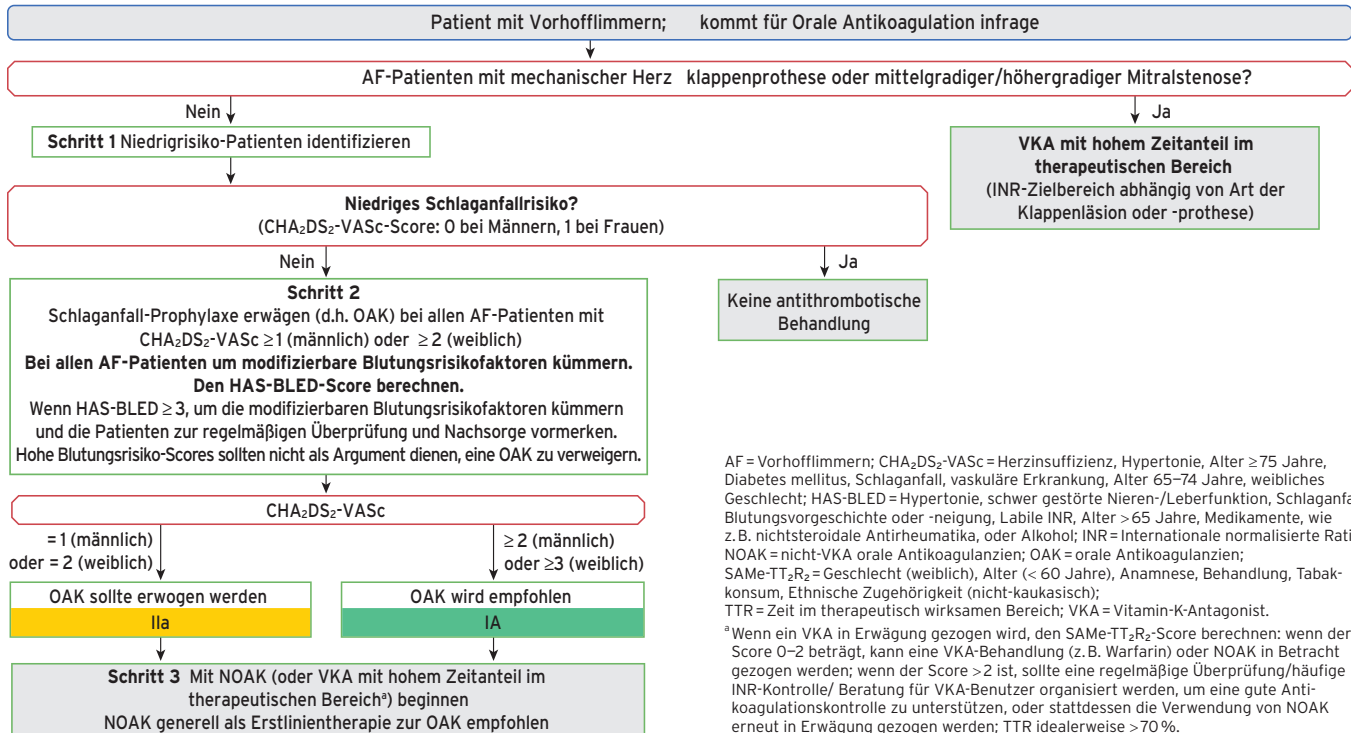 Patient mit Vorhofflimmern; kommt für Orale Antikoagulation infrage
AF-Patienten mit mechanischer Herz klappenprothese oder mittelgradiger/höhergradiger Mitralstenose?
Nein
Ja
Schritt 1 Niedrigrisiko-Patienten identifizieren
VKA mit hohem Zeitanteil im
therapeutischen Bereich
(INR-Zielbereich abhängig von Art der
Klappenläsion oder -prothese)
Niedriges Schlaganfallrisiko?
(CHA₂DS₂-VASc-Score: 0 bei Männern, 1 bei Frauen)
Nein
Ja
Schritt 2
Schlaganfall-Prophylaxe erwägen (d.h. OAK) bei allen AF-Patienten mit
CHA₂DS₂-VASc ≥ 1 (männlich) oder ≥ 2 (weiblich)
Bei allen AF-Patienten um modifizierbare Blutungsrisikofaktoren kümmern.
Den HAS-BLED-Score berechnen.
Wenn HAS-BLED ≥ 3, um die modifizierbaren Blutungsrisikofaktoren kümmern
und die Patienten zur regelmäßigen Überprüfung und Nachsorge vormerken.
Hohe Blutungsrisiko-Scores sollten nicht als Argument dienen, eine OAK zu verweigern.
Keine antithrombotische
Behandlung
CHA₂DS₂-VASc
= 1 (männlich)
oder = 2 (weiblich)
≥ 2 (männlich)
oder ≥3 (weiblich)
OAK sollte erwogen werden
IIa
OAK wird empfohlen
IA
Schritt 3 Mit NOAK (oder VKA mit hohem Zeitanteil im
therapeutischen Bereichᵃ) beginnen
NOAK generell als Erstlinientherapie zur OAK empfohlen
AF = Vorhofflimmern; CHA₂DS₂-VASc = Herzinsuffizienz, Hypertonie, Alter ≥ 75 Jahre,
Diabetes mellitus, Schlaganfall, vaskuläre Erkrankung, Alter 65–74 Jahre, weibliches
Geschlecht; HAS-BLED = Hypertonie, schwer gestörte Nieren-/Leberfunktion, Schlaganfa
Blutungsvorgeschichte oder -neigung, Labile INR, Alter > 65 Jahre, Medikamente, wie
z.B. nichtsteroidale Antirheumatika, oder Alkohol; INR = Internationale normalisierte Rati
NOAK = nicht-VKA orale Antikoagulanzien; OAK = orale Antikoagulanzien;
SAMe-TT₂R₂ = Geschlecht (weiblich), Alter (< 60 Jahre), Anamnese, Behandlung, Tabak-
konsum, Ethnische Zugehörigkeit (nicht-kaukasisch);
TTR = Zeit im therapeutisch wirksamen Bereich; VKA = Vitamin-K-Antagonist.
ᵃ Wenn ein VKA in Erwägung gezogen wird, den SAMe-TT₂R₂-Score berechnen: wenn der
Score 0–2 beträgt, kann eine VKA-Behandlung (z.B. Warfarin) oder NOAK in Betracht
gezogen werden; wenn der Score > 2 ist, sollte eine regelmäßige Überprüfung/häufige
INR-Kontrolle/ Beratung für VKA-Benutzer organisiert werden, um eine gute Anti-
koagulationskontrolle zu unterstützen, oder stattdessen die Verwendung von NOAK
erneut in Erwägung gezogen werden; TTR idealerweise > 70 %.